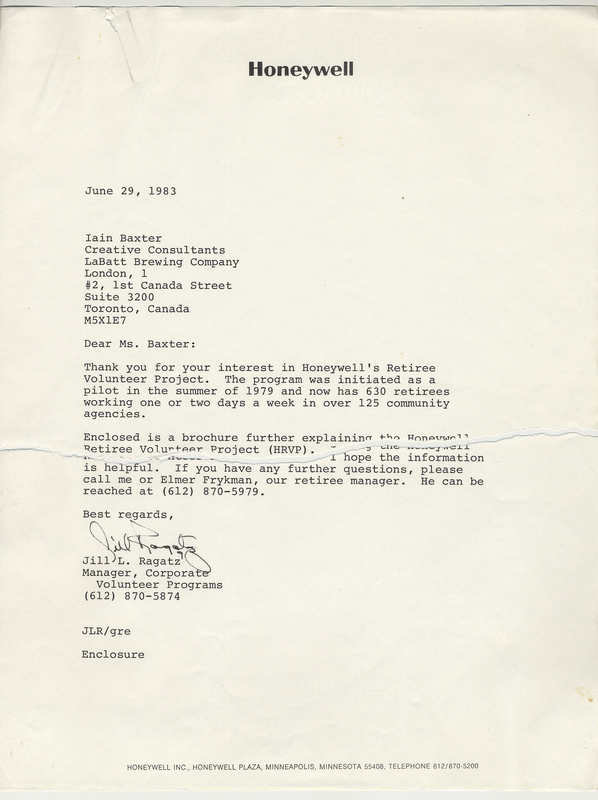 Honeywell
June 29, 1983
Iain Baxter
Creative Consultants
LaBatt Brewing Company
London, 1
#2, 1st Canada Street
Suite 3200
Toronto, Canada
M5X1E7
Dear Ms. Baxter:
Thank you for your interest in Honeywell's Retiree
Volunteer Project. The program was initiated as a
pilot in the summer of 1979 and now has 630 retirees
working one or two days a week in over 125 community
agencies.
Enclosed is a brochure further explaining the Honeywell
Retiree Volunteer Project (HRVP). I hope the information
is helpful. If you have any further questions, please
call me or Elmer Frykman, our retiree manager. He can be
reached at (612) 870-5979.
Best regards,
Jill Ragatz
Jill L. Ragatz
Manager, Corporate
Volunteer Programs
(612) 870-5874
JLR/gre
Enclosure
HONEYWELL INC., HONEYWELL PLAZA, MINNEAPOLIS, MINNESOTA 55408, TELEPHONE 612/870-5200